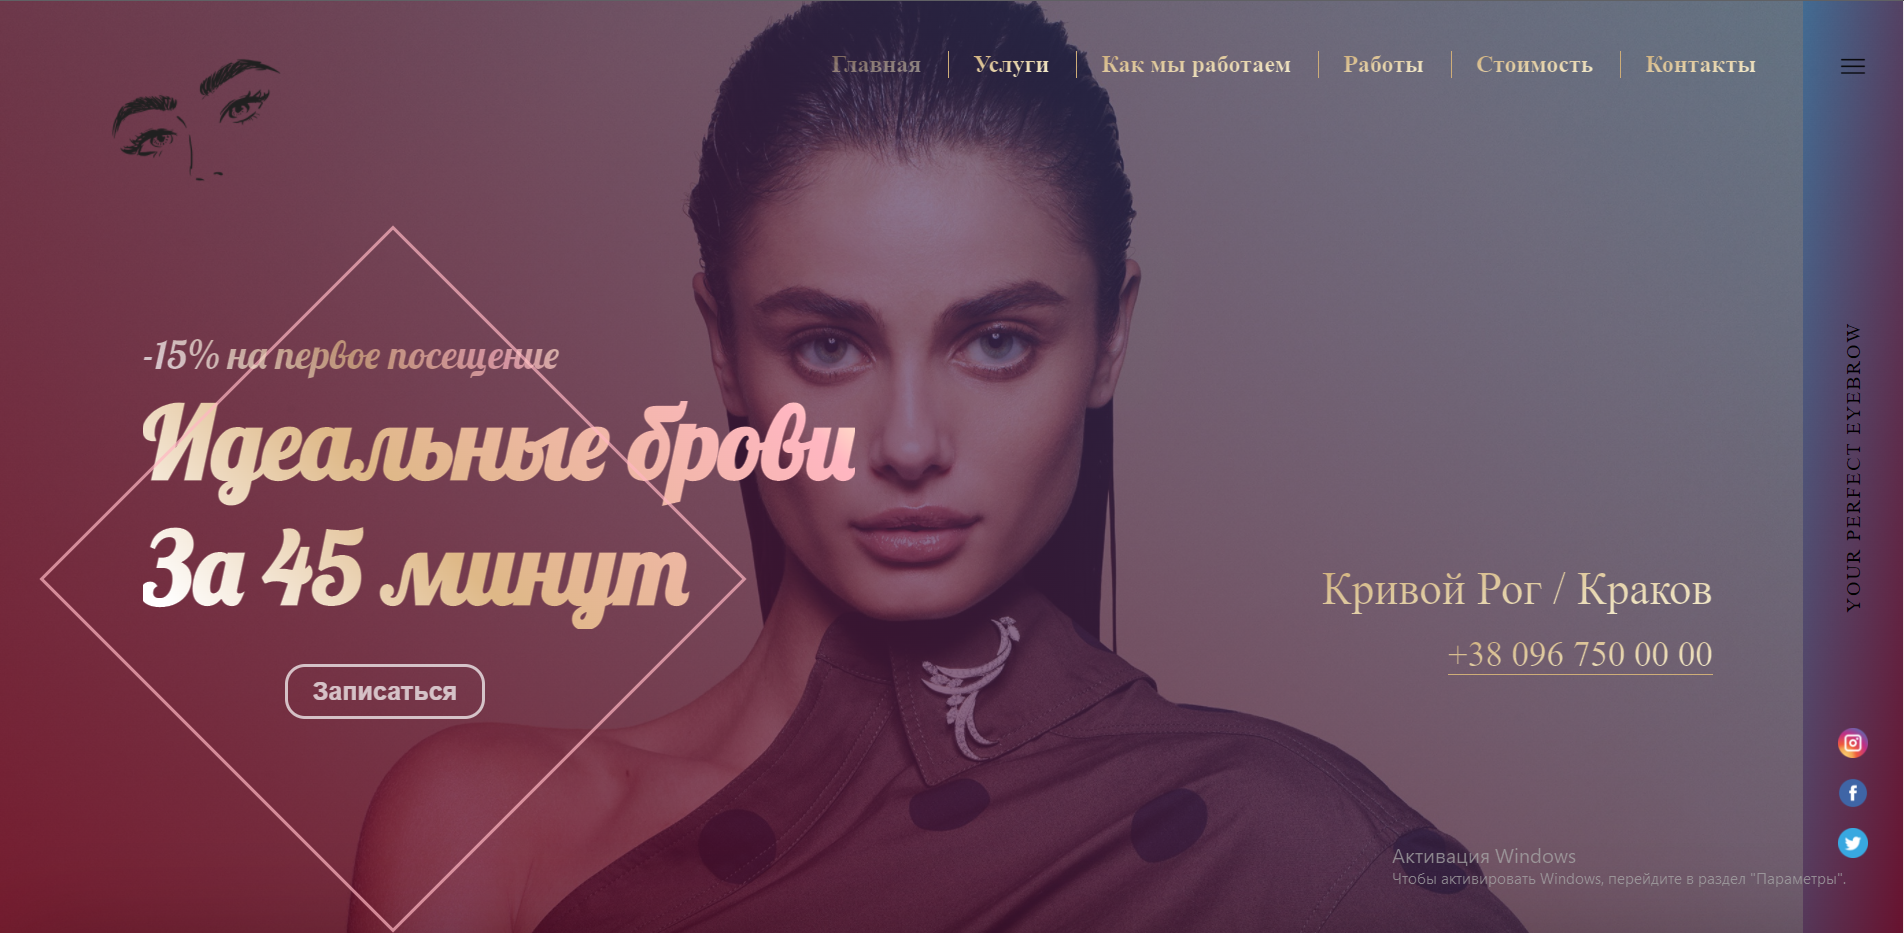 Главная Услуги Как мы работаем Работы Стоимость Контакты
-15% на первое посещение
Идеальные брови
За 45 минут
Записаться
Кривой Рог / Краков
+38 096 750 00 00
YOUR PERFECT EYEBROW
Активация Windows
Чтобы активировать Windows, перейдите в раздел "Параметры".